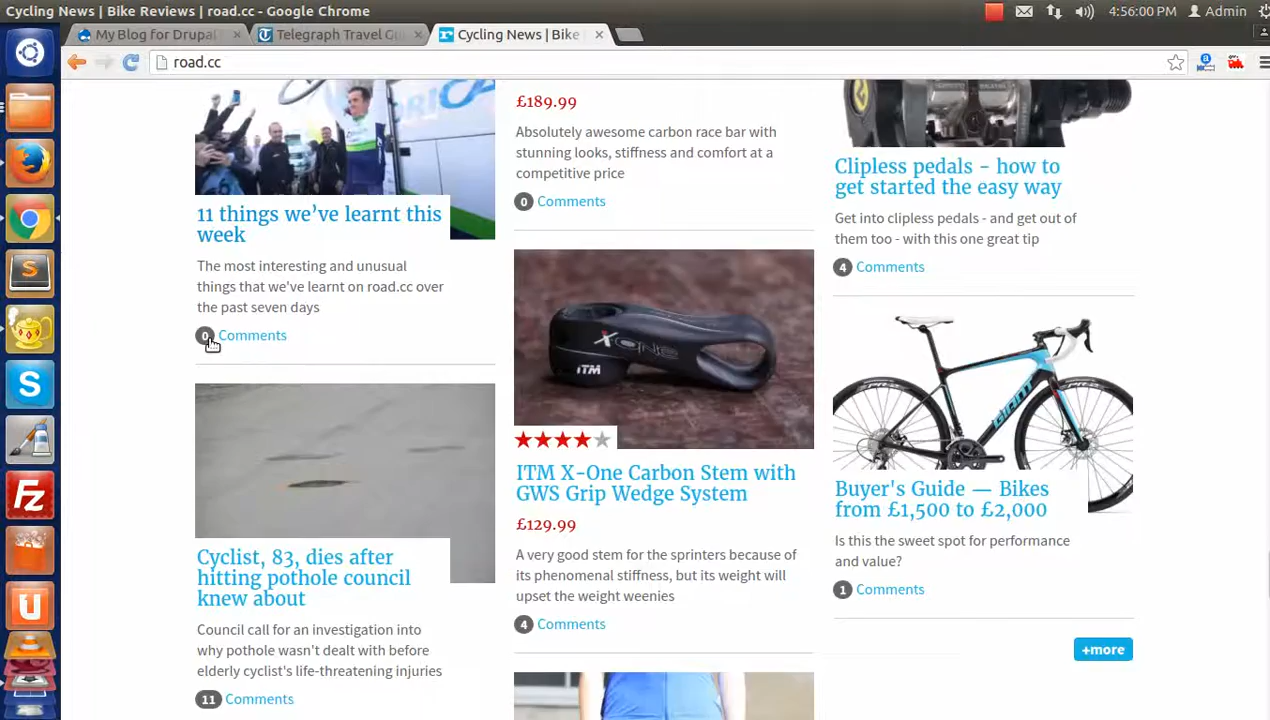 Cycling News | Bike Reviews | road.cc - Google Chrome
4:56:00 PM
Admin
My Blog for Drupal
Telegraph Travel Gu
Cycling News | Bike
road.cc
11 things we've learnt this
week
The most interesting and unusual
things that we've learnt on road.cc over
the past seven days
0 Comments
Cyclist, 83, dies after
hitting pothole council
knew about
Council call for an investigation into
why pothole wasn't dealt with before
elderly cyclist's life-threatening injuries
11 Comments
£189.99
Absolutely awesome carbon race bar with
stunning looks, stiffness and comfort at a
competitive price
0 Comments
X-ONE
ITM
ITM X-One Carbon Stem with
GWS Grip Wedge System
£129.99
A very good stem for the sprinters because of
its phenomenal stiffness, but its weight will
upset the weight weenies
4 Comments
Clipless pedals - how to
get started the easy way
Get into clipless pedals - and get out of
them too - with this one great tip
4 Comments
GIANT
Buyer's Guide — Bikes
from £1,500 to £2,000
Is this the sweet spot for performance
and value?
1 Comments
+more